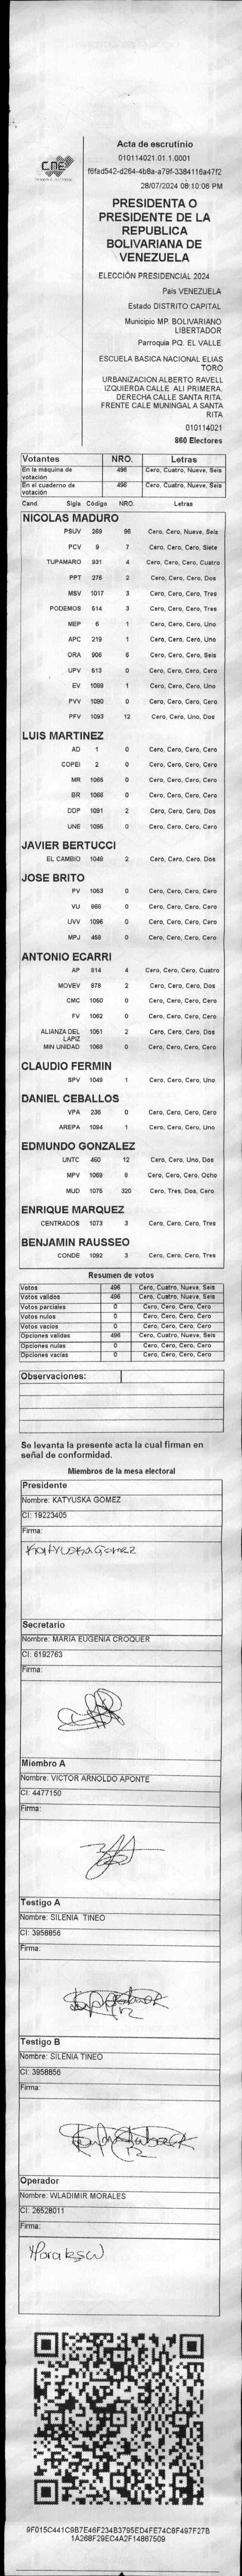 CNE
Acta de escrutinio
010114021.01.1.0001
f6fad542-d264-4b8a-a79f-3384116a47f2
28/07/2024 08:10:06 PM
PRESIDENTA O
PRESIDENTE DE LA
REPUBLICA
BOLIVARIANA DE
VENEZUELA
ELECCIÓN PRESIDENCIAL 2024
País VENEZUELA
Estado DISTRITO CAPITAL
Municipio MP. BOLIVARIANO
LIBERTADOR
Parroquia PQ. EL VALLE
ESCUELA BASICA NACIONAL ELIAS
TORO
URBANIZACION ALBERTO RAVELL
IZQUIERDA CALLE ALI PRIMERA.
DERECHA CALLE SANTA RITA.
FRENTE CALE MUNINGAL A SANTA
RITA
010114021
860 Electores
Votantes NRO. Letras
En la máquina de votación 496 Cero, Cuatro, Nueve, Seis
En el cuaderno de votación 496 Cero, Cuatro, Nueve, Seis
Cand. Sigla Código NRO. Letras
NICOLAS MADURO
PSUV 269 96 Cero, Cero, Nueve, Seis
PCV 9 7 Cero, Cero, Cero, Siete
TUPAMARO 931 4 Cero, Cero, Cero, Cuatro
PPT 276 2 Cero, Cero, Cero, Dos
MSV 1017 3 Cero, Cero, Cero, Tres
PODEMOS 514 3 Cero, Cero, Cero, Tres
MEP 6 1 Cero, Cero, Cero, Uno
APC 219 1 Cero, Cero, Cero, Uno
ORA 906 6 Cero, Cero, Cero, Seis
UPV 513 0 Cero, Cero, Cero, Cero
EV 1089 1 Cero, Cero, Cero, Uno
PVV 1090 0 Cero, Cero, Cero, Cero
PFV 1093 12 Cero, Cero, Uno, Dos
LUIS MARTINEZ
AD 1 0 Cero, Cero, Cero, Cero
COPEI 2 0 Cero, Cero, Cero, Cero
MR 1065 0 Cero, Cero, Cero, Cero
BR 1066 0 Cero, Cero, Cero, Cero
DDP 1091 2 Cero, Cero, Cero, Dos
UNE 1095 0 Cero, Cero, Cero, Cero
JAVIER BERTUCCI
EL CAMBIO 1048 2 Cero, Cero, Cero, Dos
JOSE BRITO
PV 1053 0 Cero, Cero, Cero, Cero
VU 868 0 Cero, Cero, Cero, Cero
UVV 1096 0 Cero, Cero, Cero, Cero
MPJ 458 0 Cero, Cero, Cero, Cero
ANTONIO ECARRI
AP 814 4 Cero, Cero, Cero, Cuatro
MOVEV 878 2 Cero, Cero, Cero, Dos
CMC 1050 0 Cero, Cero, Cero, Cero
FV 1062 0 Cero, Cero, Cero, Cero
ALIANZA DEL LAPIZ 1051 2 Cero, Cero, Cero, Dos
MIN UNIDAD 1068 0 Cero, Cero, Cero, Cero
CLAUDIO FERMIN
SPV 1049 1 Cero, Cero, Cero, Uno
DANIEL CEBALLOS
VPA 236 0 Cero, Cero, Cero, Cero
AREPA 1094 1 Cero, Cero, Cero, Uno
EDMUNDO GONZALEZ
UNTC 460 12 Cero, Cero, Uno, Dos
MPV 1069 8 Cero, Cero, Cero, Ocho
MUD 1075 320 Cero, Tres, Dos, Cero
ENRIQUE MARQUEZ
CENTRADOS 1073 3 Cero, Cero, Cero, Tres
BENJAMIN RAUSSEO
CONDE 1092 3 Cero, Cero, Cero, Tres
Resumen de votos
Votos 496 Cero, Cuatro, Nueve, Seis
Votos validos 496 Cero, Cuatro, Nueve, Seis
Votos parciales 0 Cero, Cero, Cero, Cero
Votos nulos 0 Cero, Cero, Cero, Cero
Votos vacios 0 Cero, Cero, Cero, Cero
Opciones validas 496 Cero, Cuatro, Nueve, Seis
Opciones nulas 0 Cero, Cero, Cero, Cero
Opciones vacias 0 Cero, Cero, Cero, Cero
Observaciones:
Se levanta la presente acta la cual firman en
señal de conformidad.
Miembros de la mesa electoral
Presidente
Nombre: KATYUSKA GOMEZ
CI: 19223405
Firma:
Katyuska Gomez
Secretario
Nombre: MARIA EUGENIA CROQUER
CI: 6192763
Firma:
Miembro A
Nombre: VICTOR ARNOLDO APONTE
CI: 4477150
Firma:
Testigo A
Nombre: SILENIA TINEO
CI: 3958856
Firma:
Testigo B
Nombre: SILENIA TINEO
CI: 3958856
Firma:
Operador
Nombre: WLADIMIR MORALES
CI: 26528011
Firma:
Morales W
9F015C441C9B7E46F234B3795ED4FE74C8F497F27B
1A268F29EC4A2F14867509